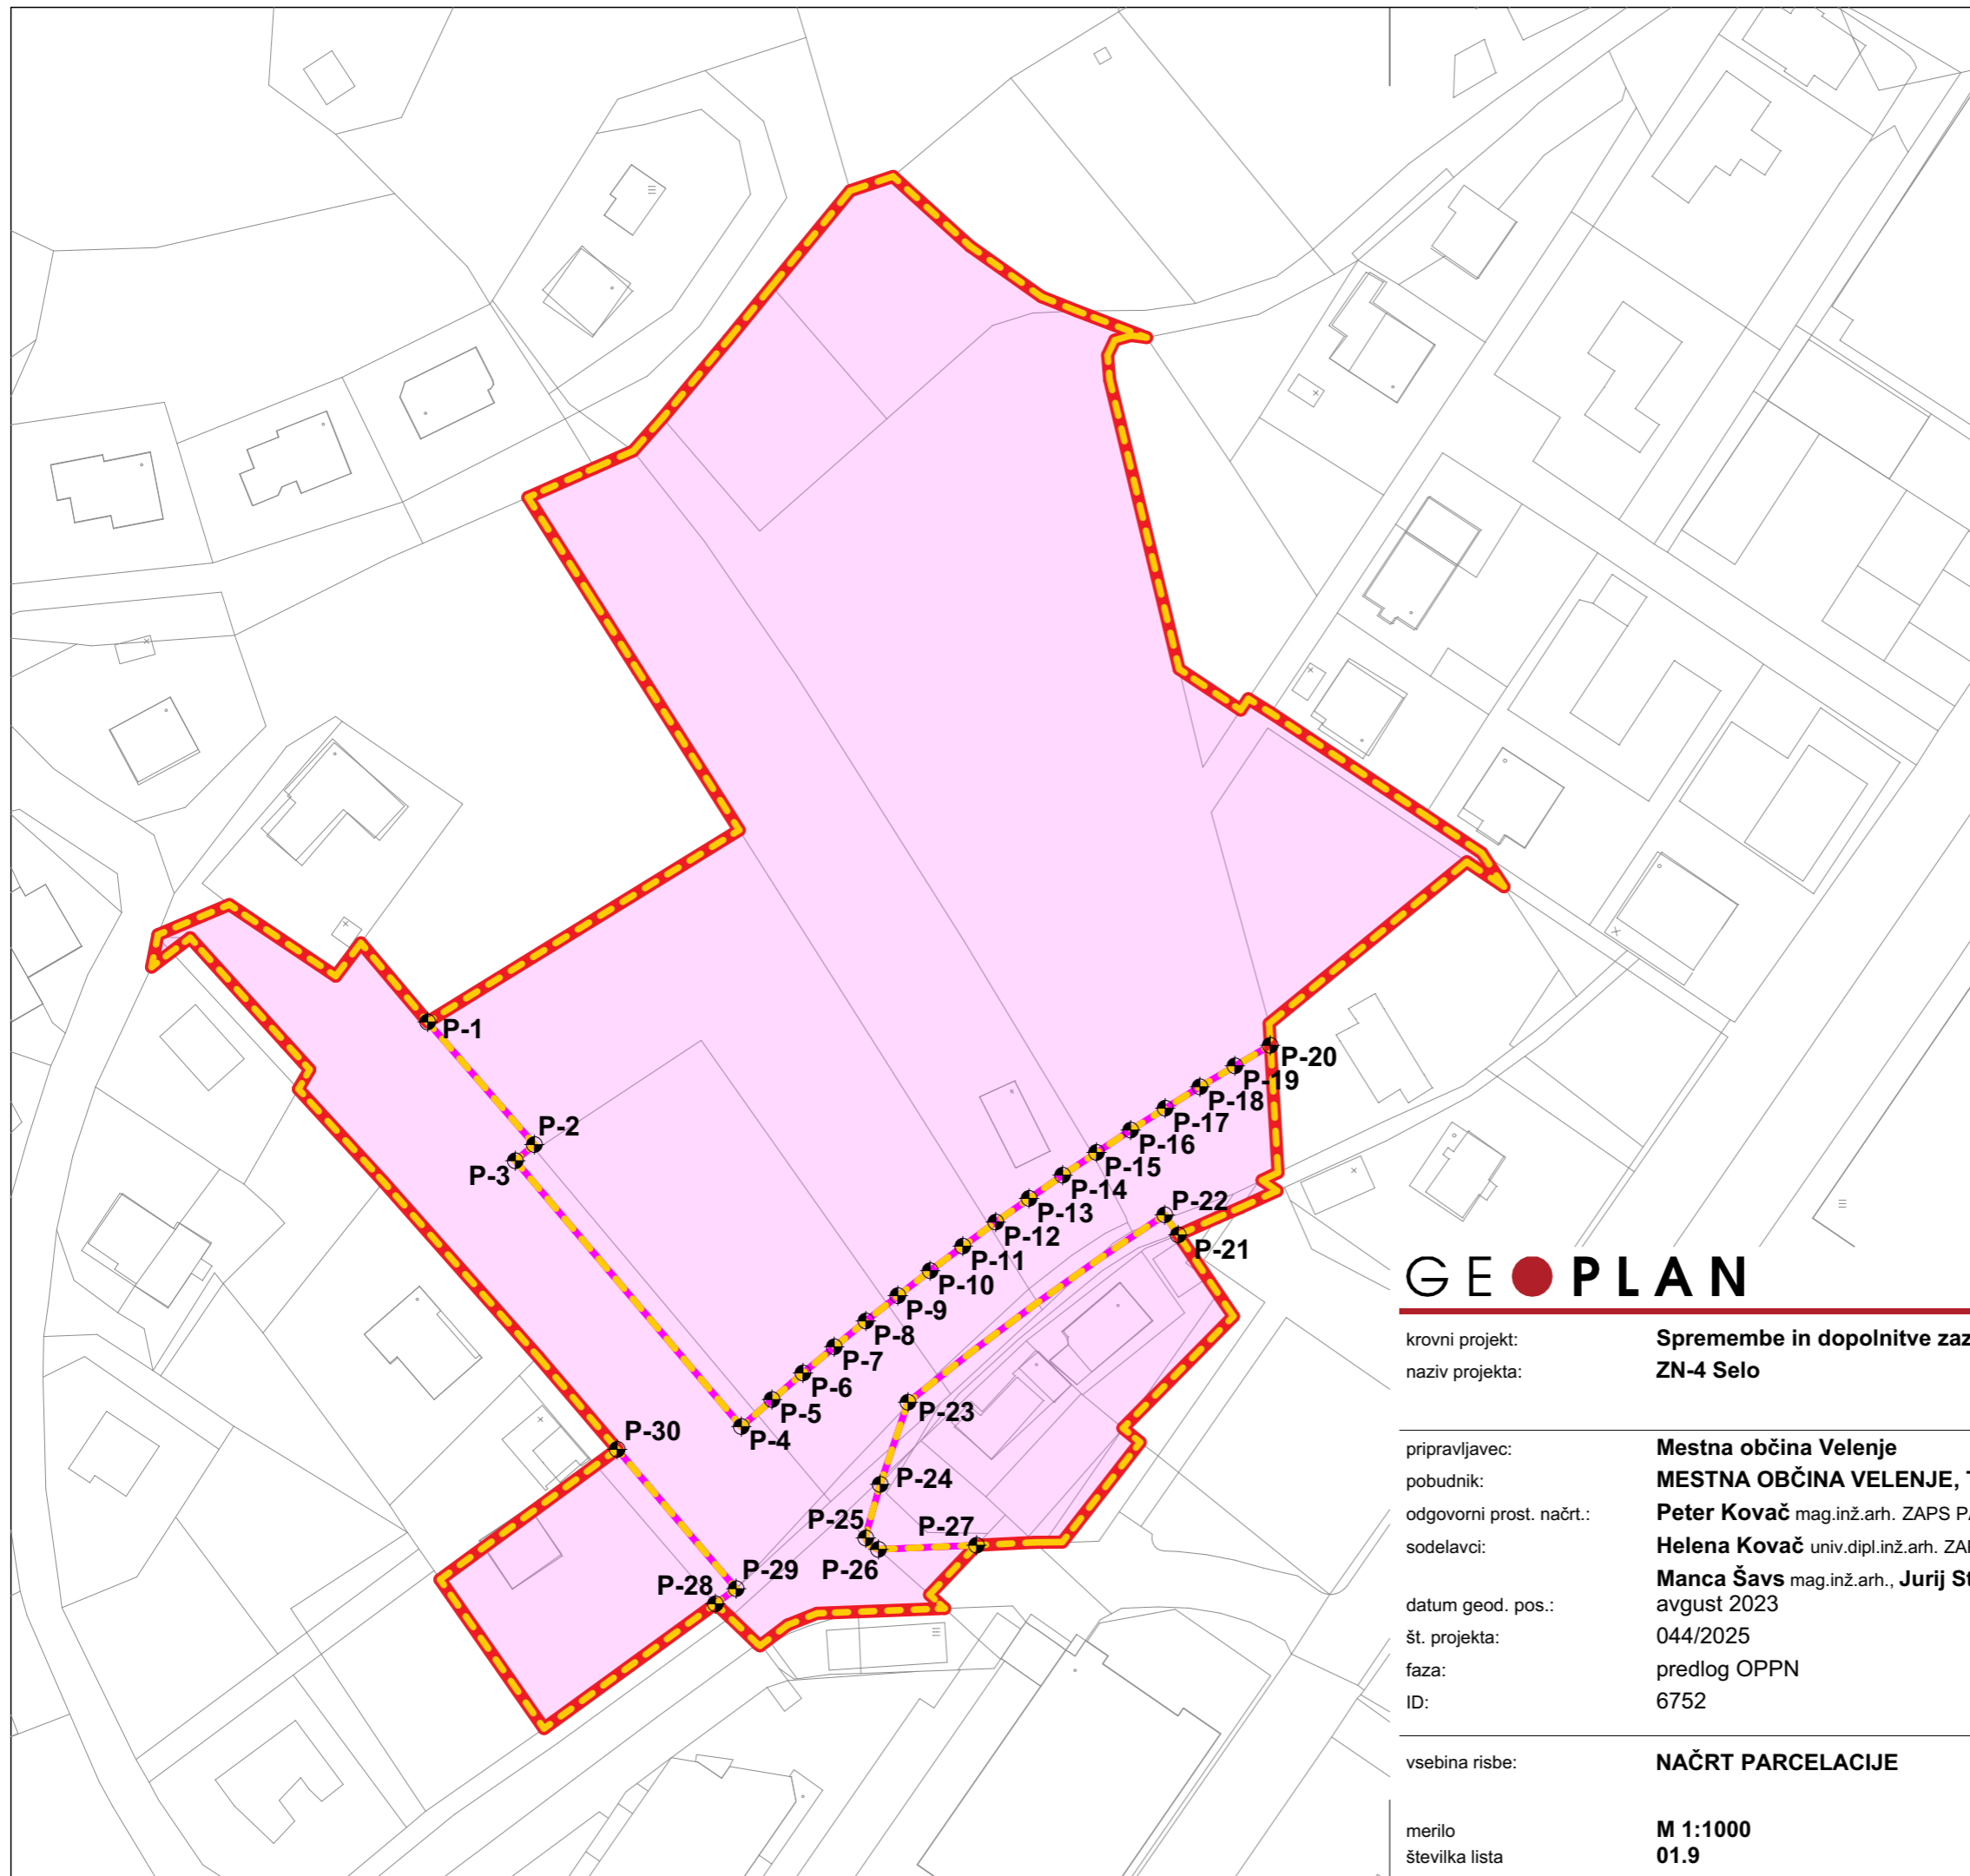 P-1
P-2
P-3
P-20
P-19
P-18
P-17
P-16
P-15
P-14
P-13
P-22
P-12
P-21
P-11
P-10
P-9
P-8
P-7
P-6
P-5
P-23
P-4
P-30
P-24
P-25
P-27
P-26
P-29
P-28
GEOPLAN
krovni projekt: Spremembe in dopolnitve zaz
naziv projekta: ZN-4 Selo
pripravljavec: Mestna občina Velenje
pobudnik: MESTNA OBČINA VELENJE,
odgovorni prost. načrt.: Peter Kovač mag.inž.arh. ZAPS
sodelavci: Helena Kovač univ.dipl.inž.arh.
Manca Šavs mag.inž.arh., Jurij
datum geod. pos.: avgust 2023
št. projekta: 044/2025
faza: predlog OPPN
ID: 6752
vsebina risbe: NAČRT PARCELACIJE
merilo M 1:1000
številka lista 01.9